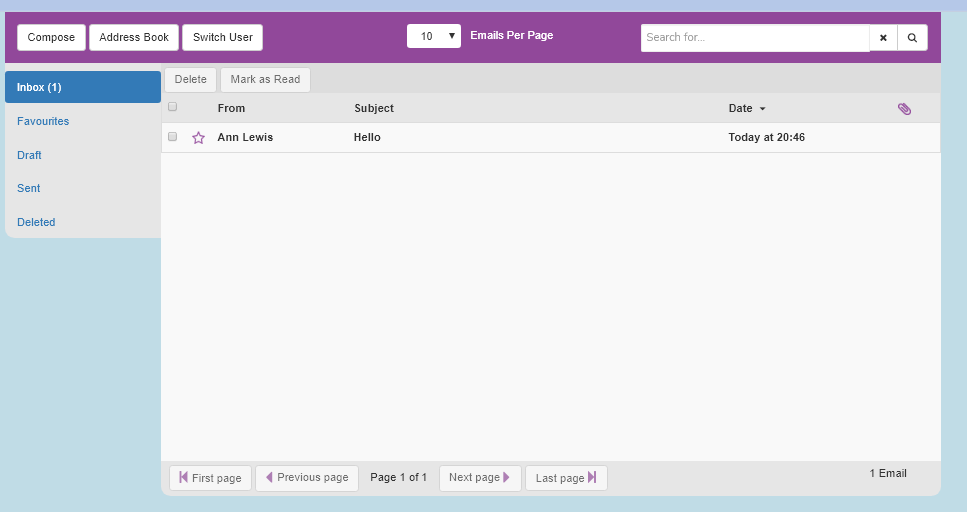 Compose Address Book Switch User 10 Emails Per Page Search for...
Inbox (1)
Favourites
Draft
Sent
Deleted
Delete Mark as Read
From Subject Date
Ann Lewis Hello Today at 20:46
First page Previous page Page 1 of 1 Next page Last page 1 Email